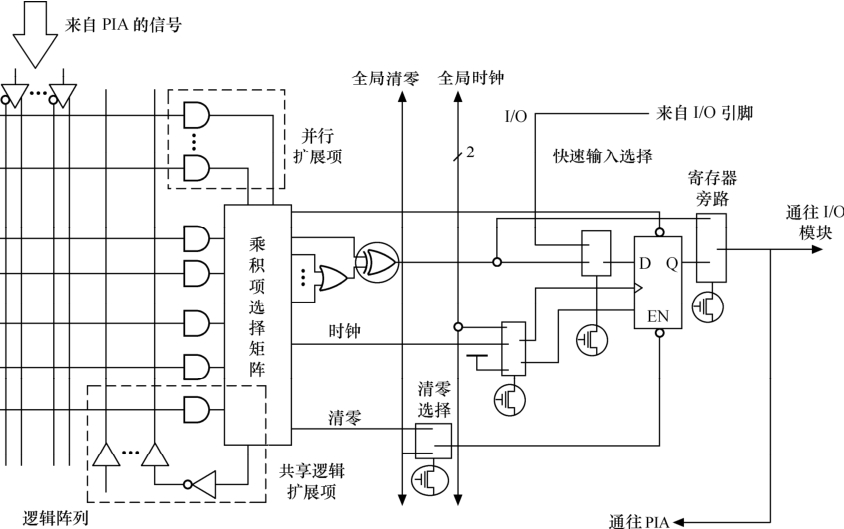 来自 PIA 的信号
全局清零
全局时钟
I/O
来自 I/O 引脚
并行
扩展项
2
快速输入选择
寄存器
旁路
通往 I/O
模块
乘积项选择矩阵
D
Q
EN
时钟
清零
选择
清零
共享逻辑
扩展项
逻辑阵列
通往PIA